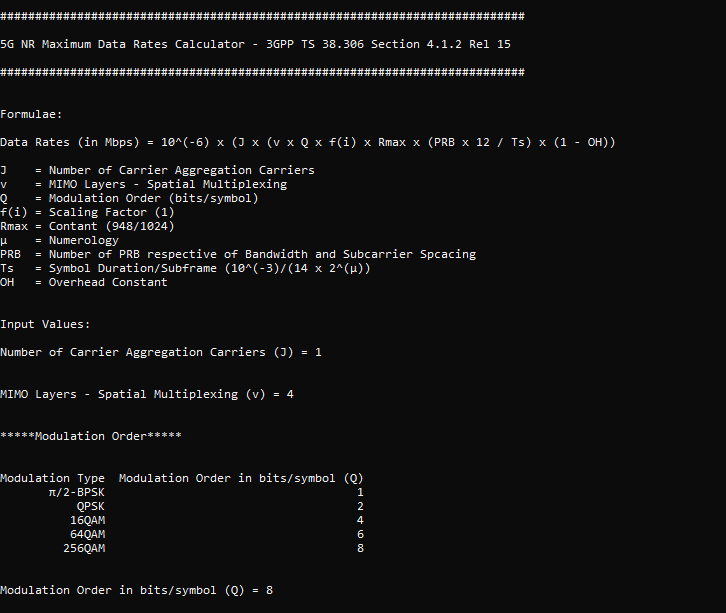 ###########################################################################
5G NR Maximum Data Rates Calculator - 3GPP TS 38.306 Section 4.1.2 Rel 15
###########################################################################
Formulae:
Data Rates (in Mbps) = 10^(-6) x (J x (v x Q x f(i) x Rmax x (PRB x 12 / Ts) x (1 - OH))
J    = Number of Carrier Aggregation Carriers
v    = MIMO Layers - Spatial Multiplexing
Q    = Modulation Order (bits/symbol)
f(i) = Scaling Factor (1)
Rmax = Contant (948/1024)
μ    = Numerology
PRB  = Number of PRB respective of Bandwidth and Subcarrier Spcacing
Ts   = Symbol Duration/Subframe (10^(-3)/(14 x 2^(μ))
OH   = Overhead Constant
Input Values:
Number of Carrier Aggregation Carriers (J) = 1
MIMO Layers - Spatial Multiplexing (v) = 4
*****Modulation Order*****
Modulation Type  Modulation Order in bits/symbol (Q)
π/2-BPSK 1
QPSK 2
16QAM 4
64QAM 6
256QAM 8
Modulation Order in bits/symbol (Q) = 8